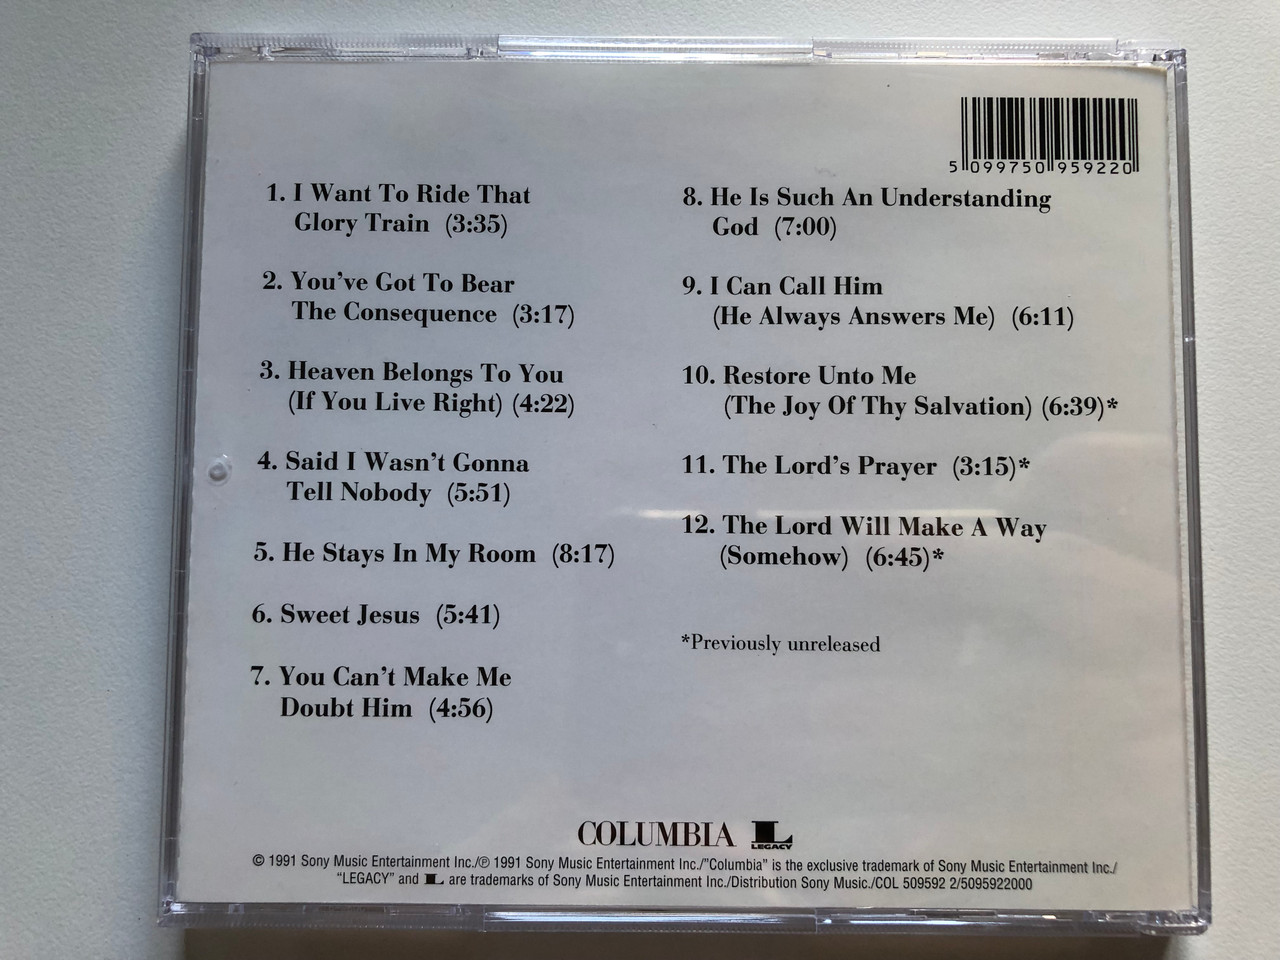 5 099750 959220
1. I Want To Ride That
Glory Train (3:35)
2. You've Got To Bear
The Consequence (3:17)
3. Heaven Belongs To You
(If You Live Right) (4:22)
4. Said I Wasn't Gonna
Tell Nobody (5:51)
5. He Stays In My Room (8:17)
6. Sweet Jesus (5:41)
7. You Can't Make Me
Doubt Him (4:56)
8. He Is Such An Understanding
God (7:00)
9. I Can Call Him
(He Always Answers Me) (6:11)
10. Restore Unto Me
(The Joy Of Thy Salvation) (6:39)*
11. The Lord's Prayer (3:15)*
12. The Lord Will Make A Way
(Somehow) (6:45)*
*Previously unreleased
COLUMBIA L LEGACY
© 1991 Sony Music Entertainment Inc./℗ 1991 Sony Music Entertainment Inc./"Columbia" is the exclusive trademark of Sony Music Entertainment Inc./
"LEGACY" and L are trademarks of Sony Music Entertainment Inc./Distribution Sony Music./COL 509592 2/5095922000